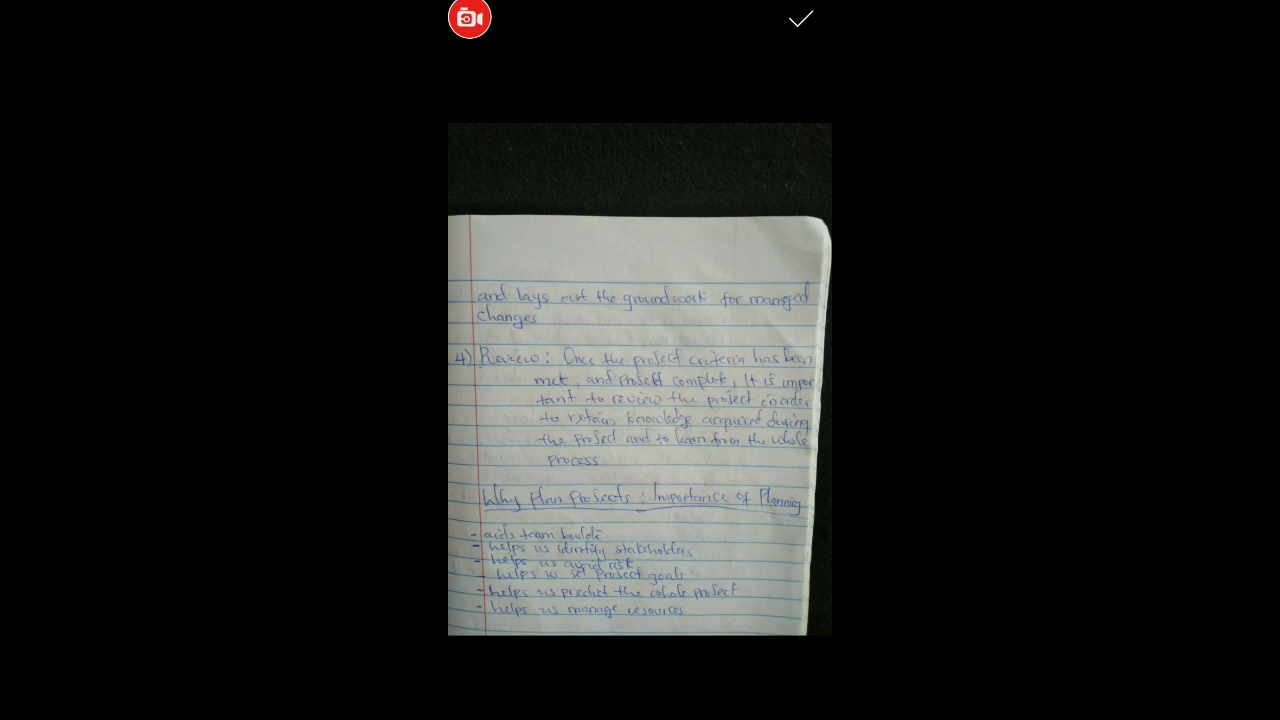 and lays out the groundwork for managed
changes
4) Review: Once the project criteria has been
met, and project complete, It is impor
tant to review the project in order
to retain knowledge acquired during
the project and to learn from the whole
process.
Why Plan Projects: Importance of Planning
- aids team
- helps us identify stakeholders
- helps us avoid risk
- helps us set project goals
- helps us predict the whole project
- helps us manage resources